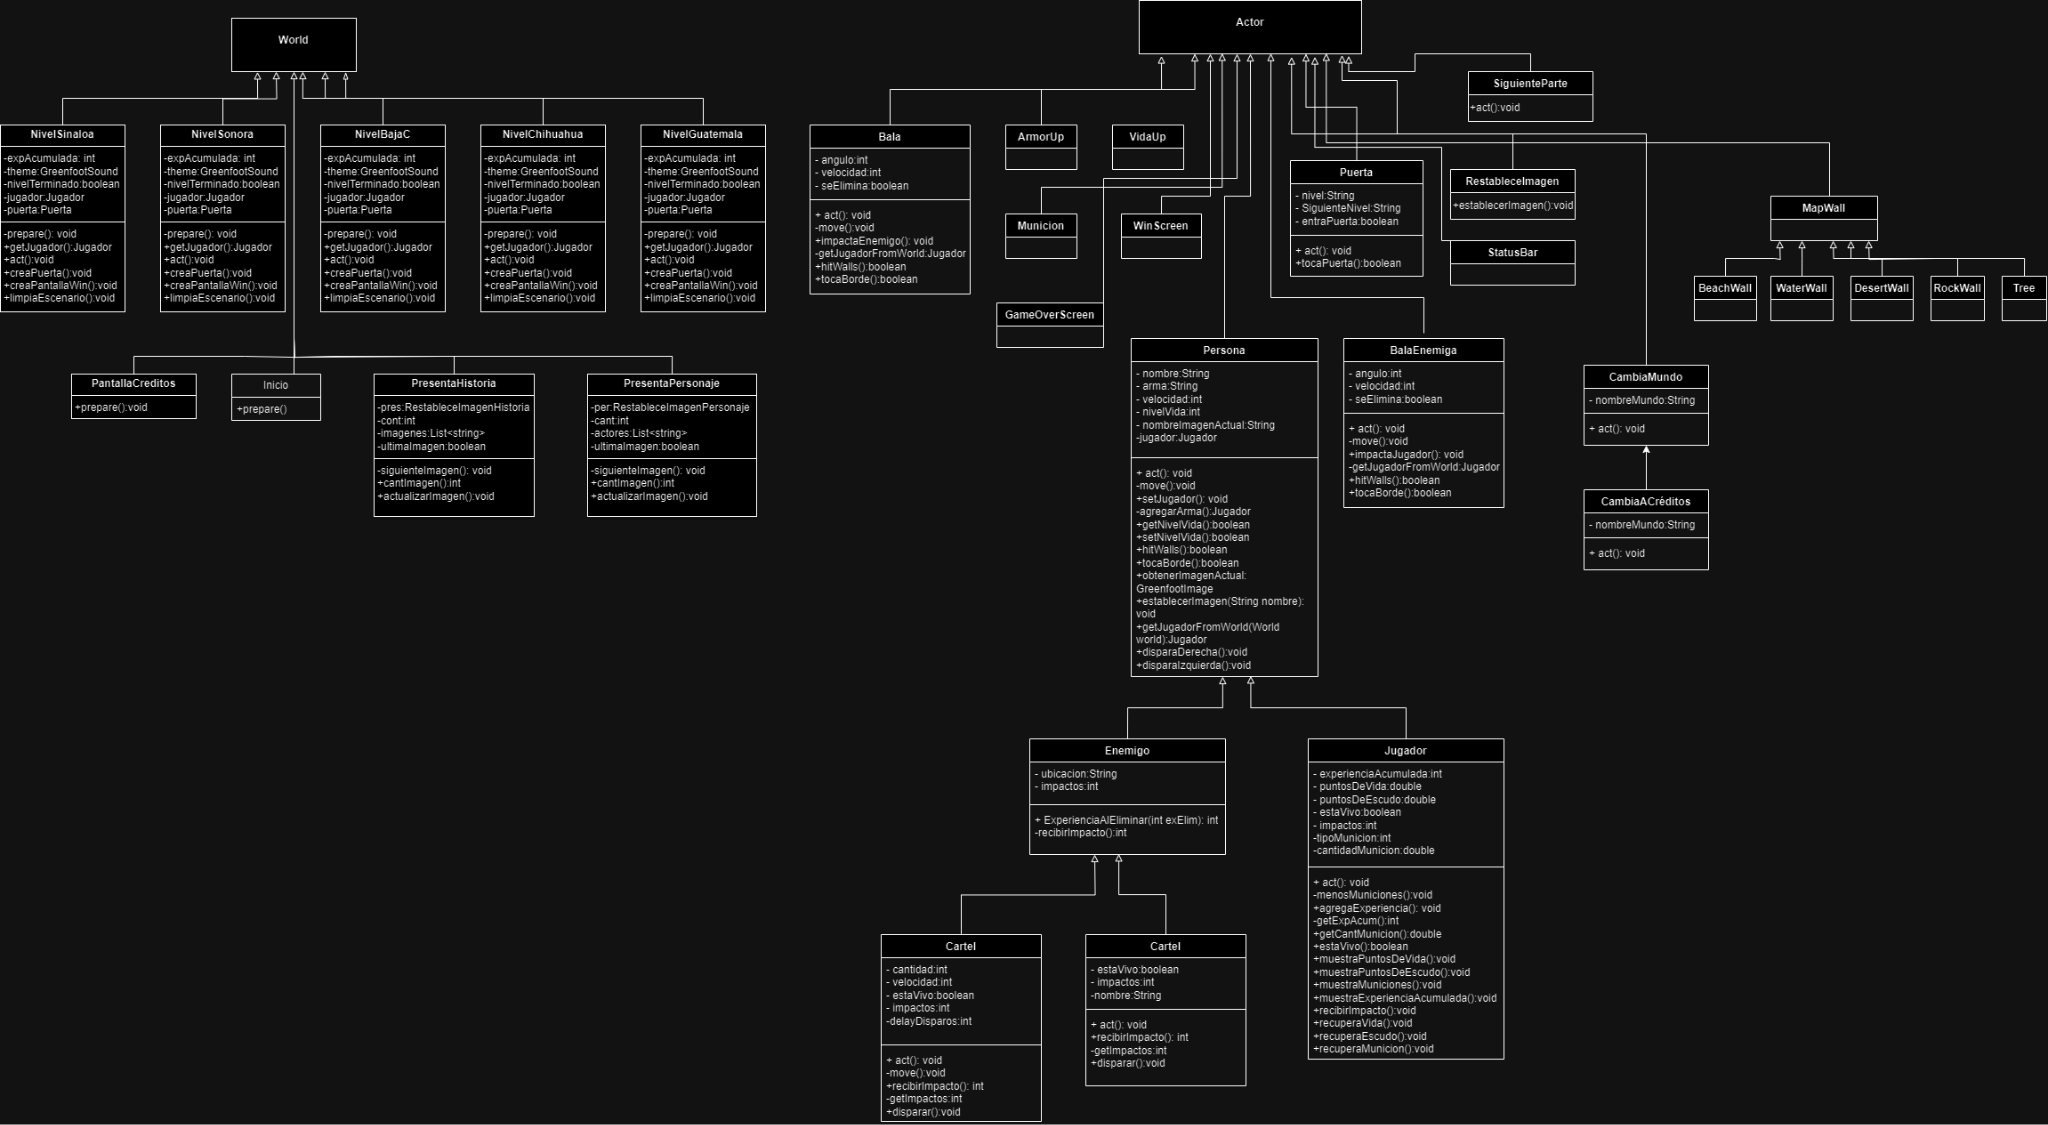 World
NivelSinaloa
-expAcumulada: int
-theme:GreenfootSound
-nivelTerminado:boolean
-jugador:Jugador
-puerta:Puerta
-prepare(): void
+getJugador():Jugador
+act():void
+creaPuerta():void
+creaPantallaWin():void
+limpiaEscenario():void
NivelSonora
-expAcumulada: int
-theme:GreenfootSound
-nivelTerminado:boolean
-jugador:Jugador
-puerta:Puerta
-prepare(): void
+getJugador():Jugador
+act():void
+creaPuerta():void
+creaPantallaWin():void
+limpiaEscenario():void
NivelBajaC
-expAcumulada: int
-theme:GreenfootSound
-nivelTerminado:boolean
-jugador:Jugador
-puerta:Puerta
-prepare(): void
+getJugador():Jugador
+act():void
+creaPuerta():void
+creaPantallaWin():void
+limpiaEscenario():void
NivelChihuahua
-expAcumulada: int
-theme:GreenfootSound
-nivelTerminado:boolean
-jugador:Jugador
-puerta:Puerta
-prepare(): void
+getJugador():Jugador
+act():void
+creaPuerta():void
+creaPantallaWin():void
+limpiaEscenario():void
NivelGuatemala
-expAcumulada: int
-theme:GreenfootSound
-nivelTerminado:boolean
-jugador:Jugador
-puerta:Puerta
-prepare(): void
+getJugador():Jugador
+act():void
+creaPuerta():void
+creaPantallaWin():void
+limpiaEscenario():void
PantallaCreditos
+prepare():void
Inicio
+prepare()
PresentaHistoria
-pres:RestableceImagenHistoria
-cont:int
-imagenes:List<string>
-ultimaImagen:boolean
-siguienteImagen(): void
+cantImagen():int
+actualizarImagen():void
PresentaPersonaje
-per:RestableceImagenPersonaje
-cant:int
-actores:List<string>
-ultimaImagen:boolean
-siguienteImagen(): void
+cantImagen():int
+actualizarImagen():void
Actor
Bala
- angulo:int
- velocidad:int
- seElimina:boolean
+ act(): void
-move():void
+impactaEnemigo(): void
-getJugadorFromWorld:Jugador
+hitWalls():boolean
+tocaBorde():boolean
ArmorUp
VidaUp
Municion
WinScreen
GameOverScreen
Puerta
- nivel:String
- SiguienteNivel:String
- entraPuerta:boolean
+ act(): void
+tocaPuerta():boolean
SiguienteParte
+act():void
RestableceImagen
+establecerImagen():void
StatusBar
MapWall
BeachWall
WaterWall
DesertWall
RockWall
Tree
Persona
- nombre:String
- arma:String
- velocidad:int
- nivelVida:int
- nombreImagenActual:String
-jugador:Jugador
+ act(): void
-move():void
+setJugador(): void
-agregarArma():Jugador
+getNivelVida():boolean
+setNivelVida():boolean
+hitWalls():boolean
+tocaBorde():boolean
+obtenerImagenActual:
GreenfootImage
+establecerImagen(String nombre):
void
+getJugadorFromWorld(World
world):Jugador
+disparaDerecha():void
+disparaIzquierda():void
BalaEnemiga
- angulo:int
- velocidad:int
- seElimina:boolean
+ act(): void
-move():void
+impactaJugador(): void
-getJugadorFromWorld:Jugador
+hitWalls():boolean
+tocaBorde():boolean
CambiaMundo
- nombreMundo:String
+ act(): void
CambiaACréditos
- nombreMundo:String
+ act(): void
Enemigo
- ubicacion:String
- impactos:int
+ ExperienciaAlEliminar(int exElim): int
-recibirImpacto():int
Jugador
- experienciaAcumulada:int
- puntosDeVida:double
- puntosDeEscudo:double
- estaVivo:boolean
- impactos:int
-tipoMunicion:int
-cantidadMunicion:double
+ act(): void
-menosMuniciones():void
+agregaExperiencia(): void
-getExpAcum():int
+getCantMunicion():double
+estaVivo():boolean
+muestraPuntosDeVida():void
+muestraPuntosDeEscudo():void
+muestraMuniciones():void
+muestraExperienciaAcumulada():void
+recibirImpacto():void
+recuperaVida():void
+recuperaEscudo():void
+recuperaMunicion():void
Cartel
- cantidad:int
- velocidad:int
- estaVivo:boolean
- impactos:int
-delayDisparos:int
+ act(): void
-move():void
+recibirImpacto(): int
-getImpactos:int
+disparar():void
Cartel
- estaVivo:boolean
- impactos:int
-nombre:String
+ act(): void
+recibirImpacto(): int
-getImpactos:int
+disparar():void